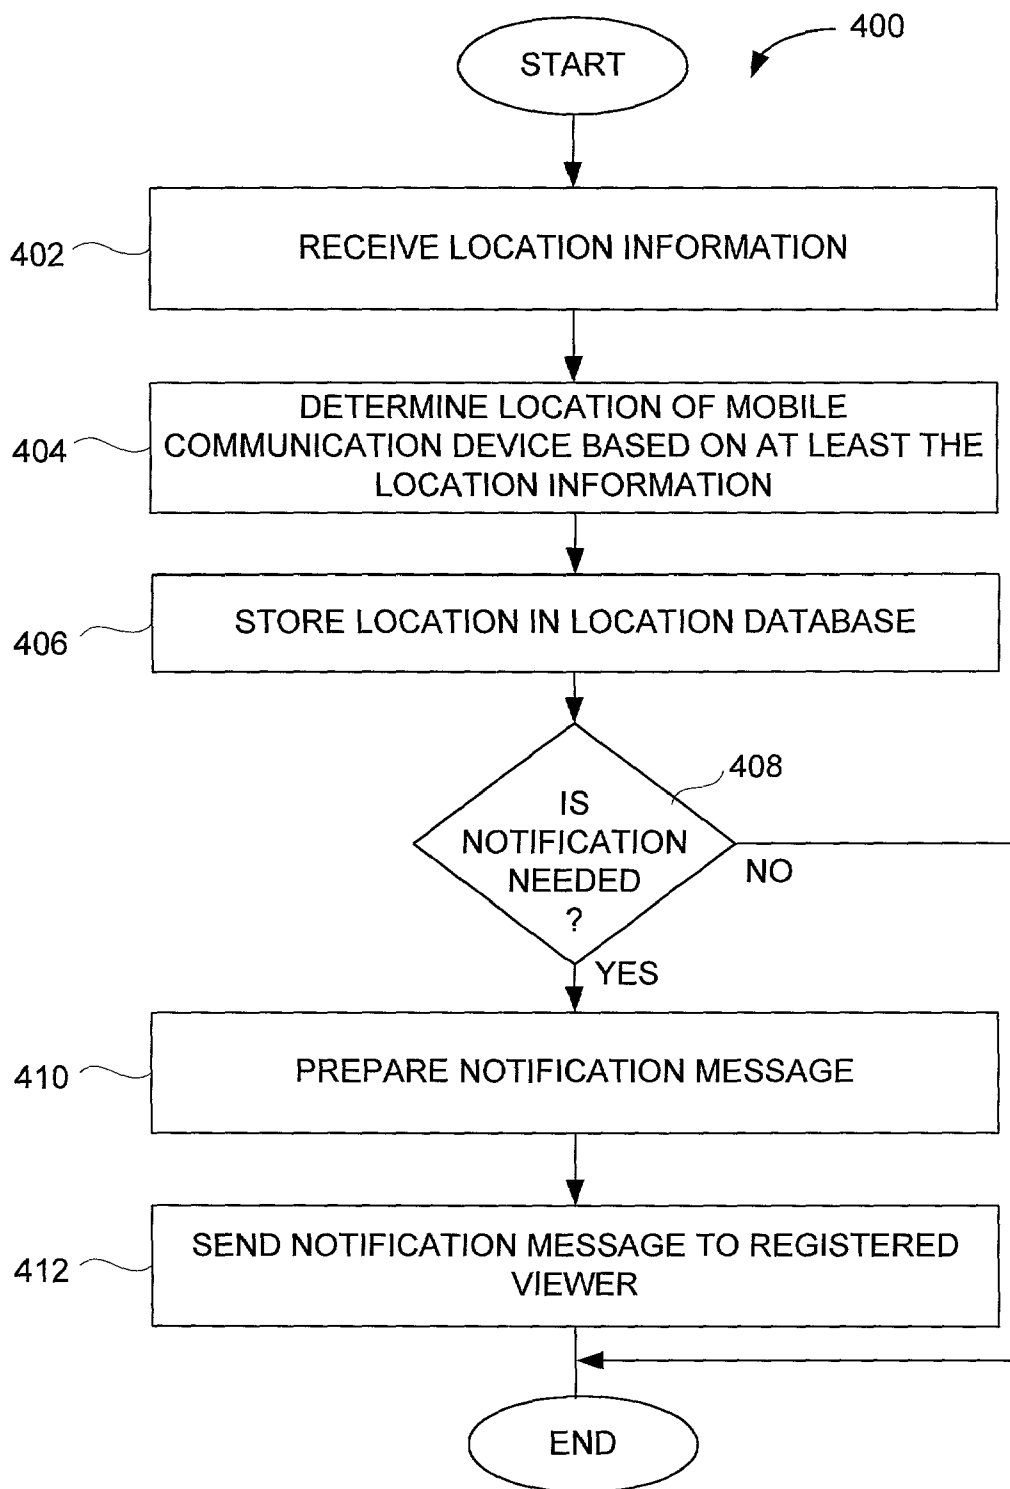 400
START
402
RECEIVE LOCATION INFORMATION
404
DETERMINE LOCATION OF MOBILE
COMMUNICATION DEVICE BASED ON AT LEAST THE
LOCATION INFORMATION
406
STORE LOCATION IN LOCATION DATABASE
408
IS
NOTIFICATION
NEEDED
?
NO
YES
410
PREPARE NOTIFICATION MESSAGE
412
SEND NOTIFICATION MESSAGE TO REGISTERED
VIEWER
END